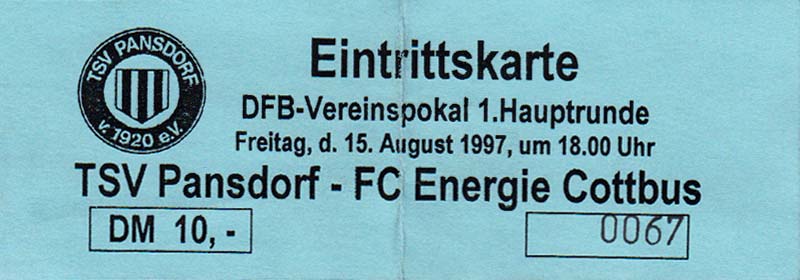 TSV PANSDORF
v. 1920 e.V.
Eintrittskarte
DFB-Vereinspokal 1.Hauptrunde
Freitag, d. 15. August 1997, um 18.00 Uhr
TSV Pansdorf - FC Energie Cottbus
DM 10,-
0067